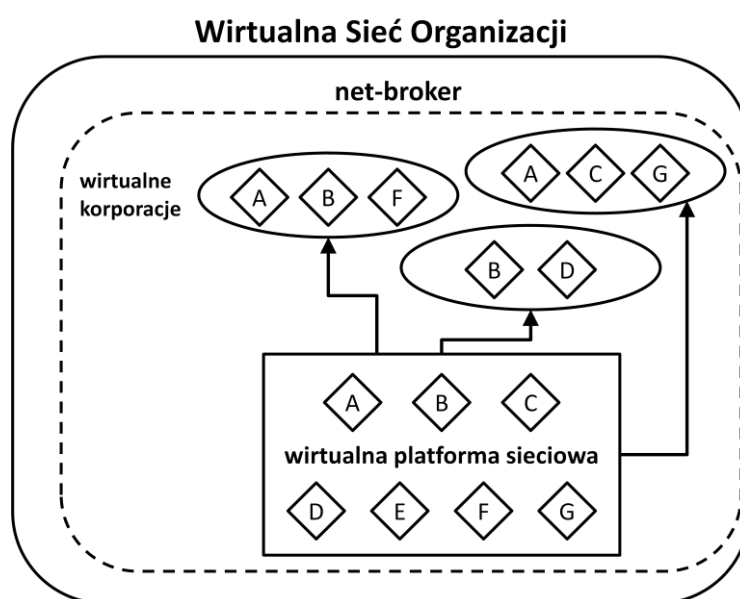 Wirtualna Sieć Organizacji
net-broker
wirtualne
korporacje
A B F
A C G
B D
A B C
wirtualna platforma sieciowa
D E F G